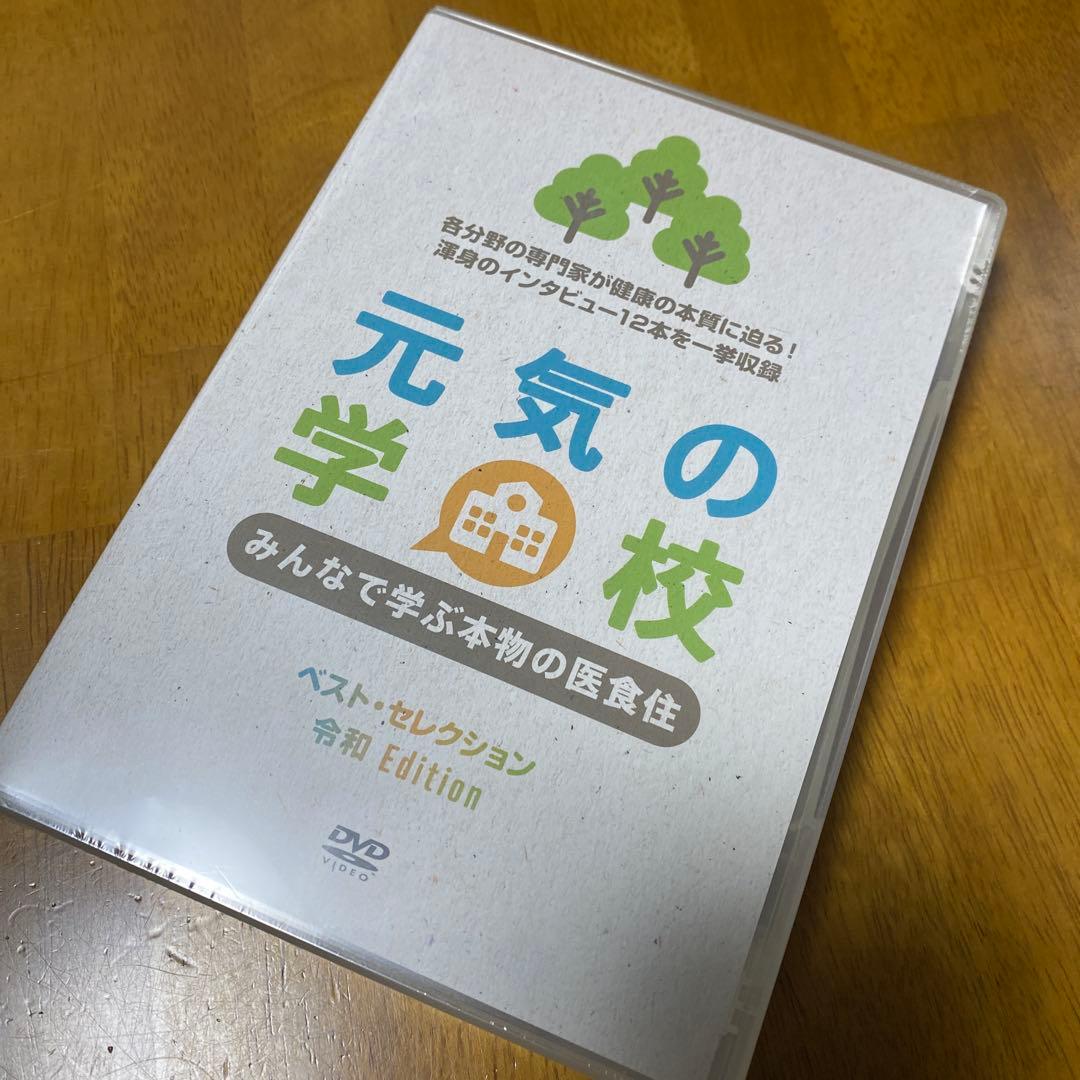 各分野の専門家が健康の本質に迫る!
渾身のインタビュー12本を一挙収録
元気の
学校
みんなで学ぶ本物の医食住
ベスト・セレクション
令和 Edition
DVD
VIDEO